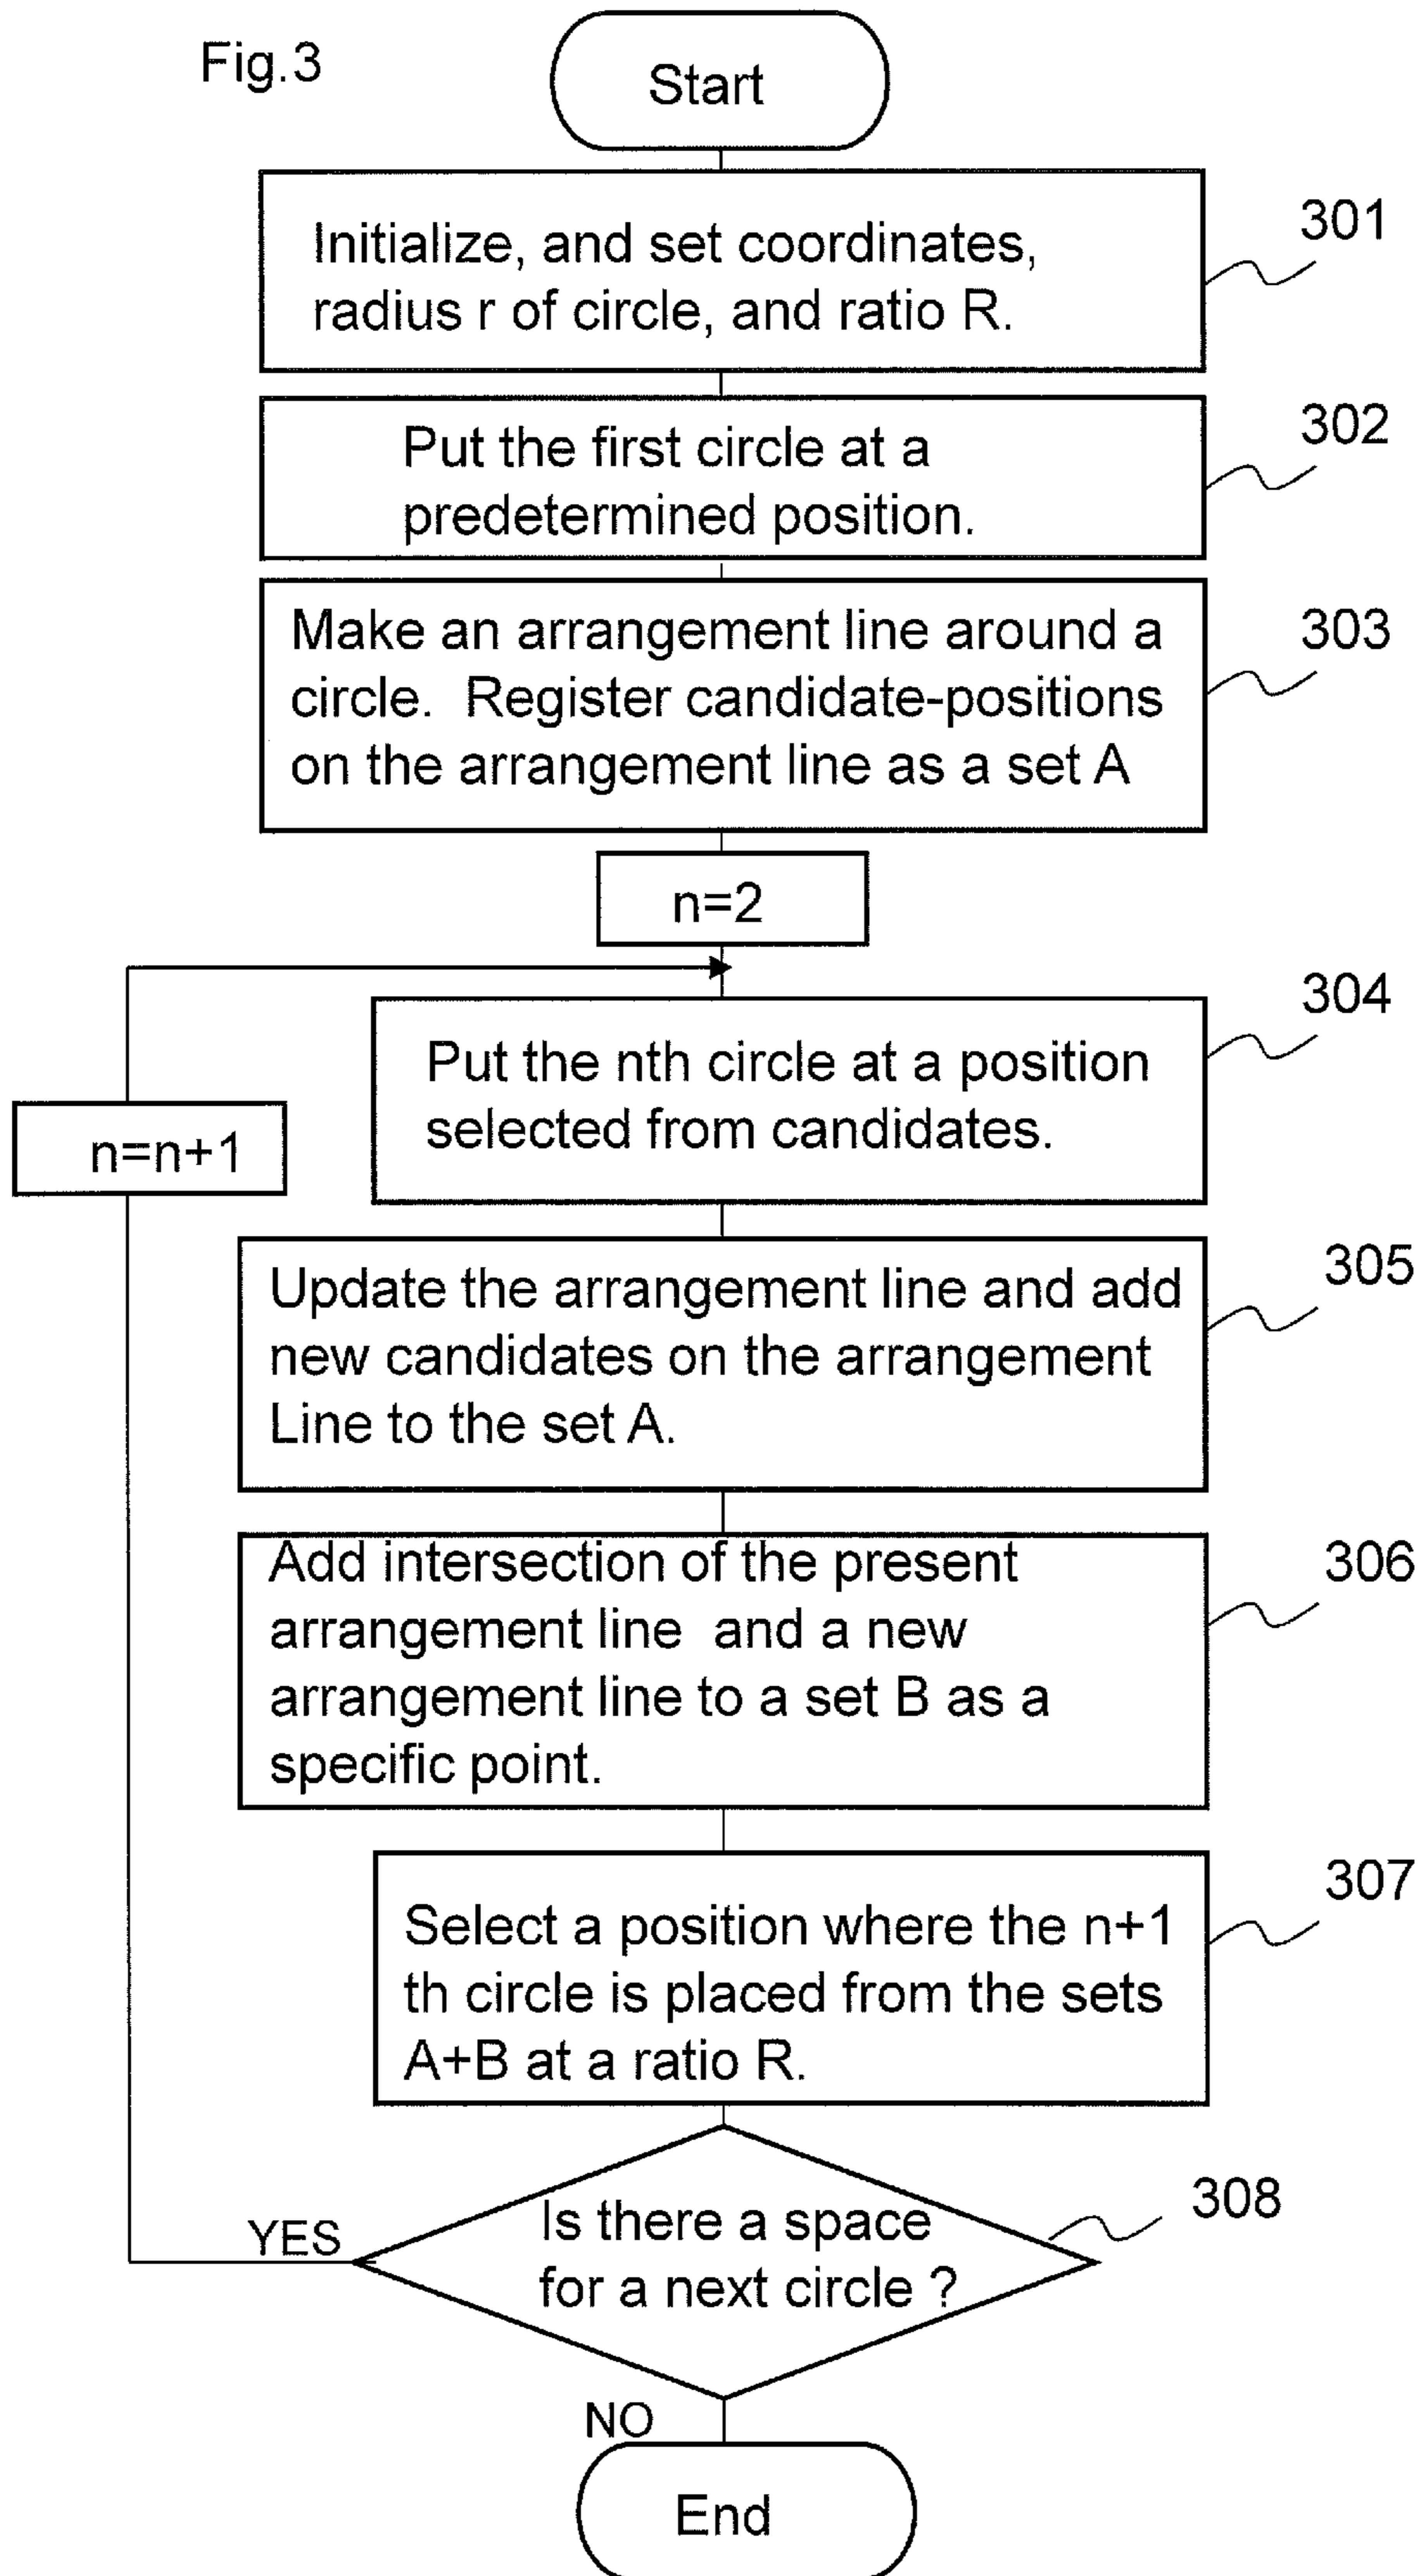 Fig.3
Start
Initialize, and set coordinates,
radius r of circle, and ratio R.
301
Put the first circle at a
predetermined position.
302
Make an arrangement line around a
circle.  Register candidate-positions
on the arrangement line as a set A
303
n=2
Put the nth circle at a position
selected from candidates.
304
n=n+1
Update the arrangement line and add
new candidates on the arrangement
Line to the set A.
305
Add intersection of the present
arrangement line  and a new
arrangement line to a set B as a
specific point.
306
Select a position where the n+1
th circle is placed from the sets
A+B at a ratio R.
307
Is there a space
for a next circle ?
308
YES
NO
End